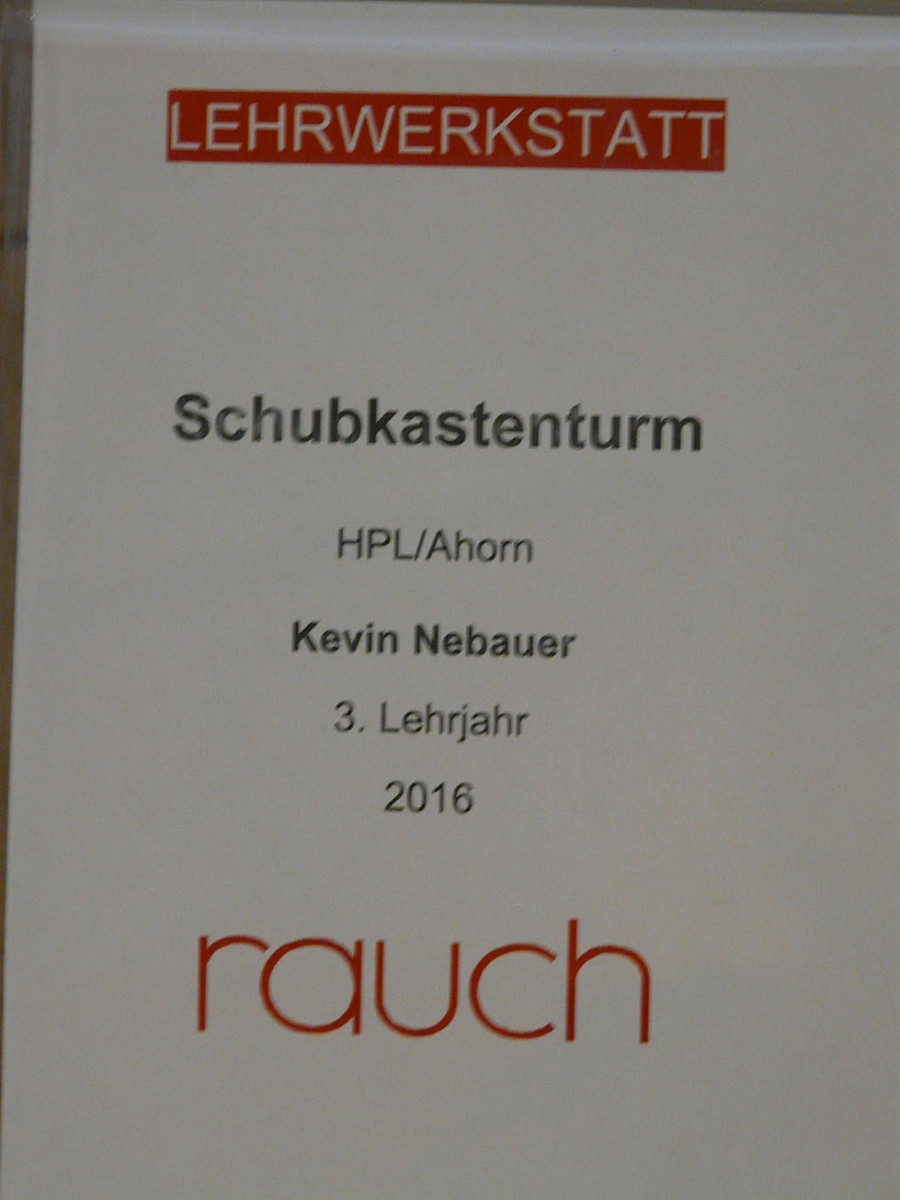 LEHRWERKSTATT
Schubkastenturm
HPL/Ahorn
Kevin Nebauer
3. Lehrjahr
2016
rauch